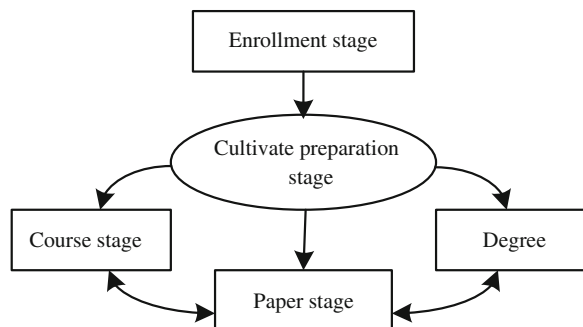 Enrollment stage
Cultivate preparation
stage
Course stage
Degree
Paper stage